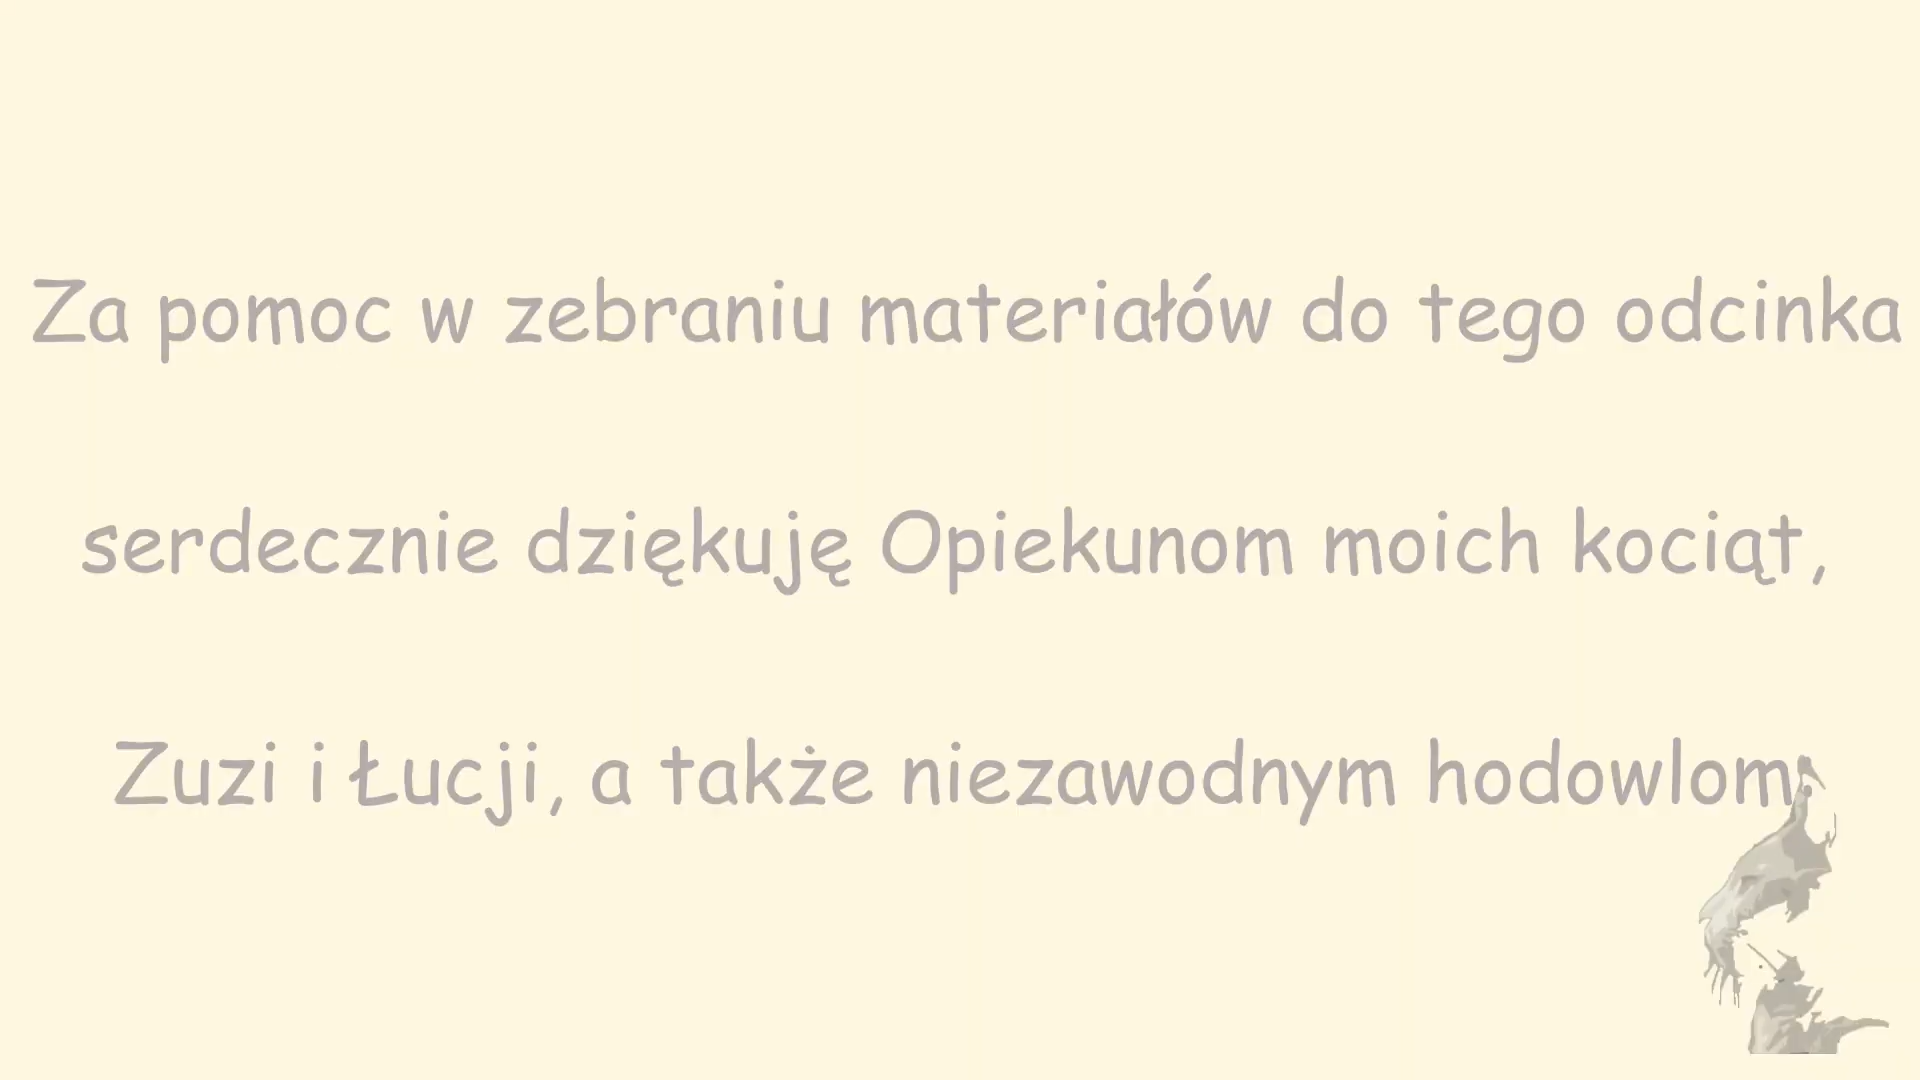 Za pomoc w zebraniu materiałów do tego odcinka
serdecznie dziękuję Opiekunom moich kociąt,
Zuzi i Łucji, a także niezawodnym hodowlom